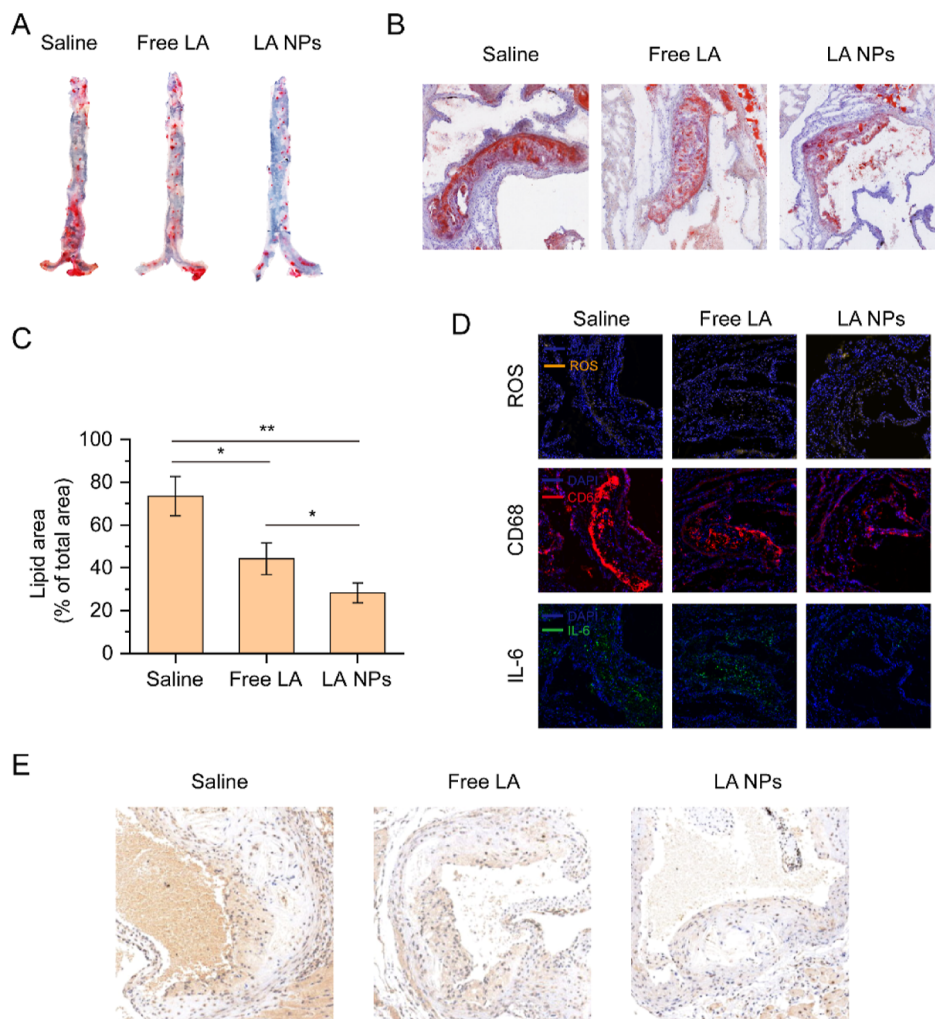 A
Saline Free LA LA NPs
B
Saline Free LA LA NPs
C
Lipid area
(% of total area)
100
80
60
40
20
0
**
*
*
Saline Free LA LA NPs
D
Saline Free LA LA NPs
ROS
DAPI
ROS
CD68
DAPI
CD68
IL-6
DAPI
IL-6
E
Saline Free LA LA NPs